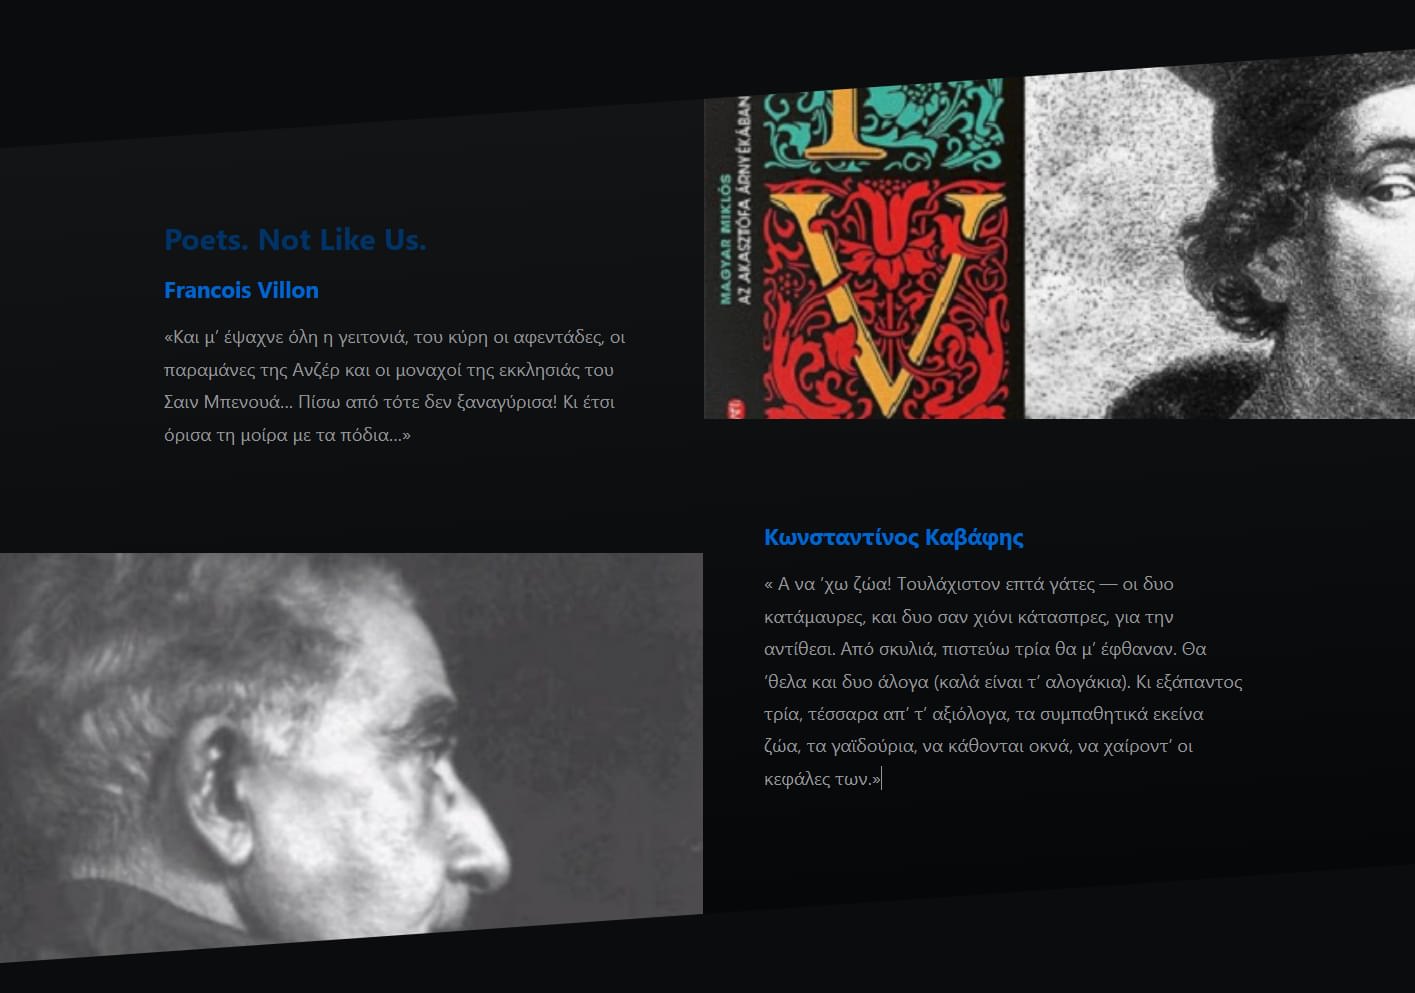 Poets. Not Like Us.
Francois Villon
«Και μ’ έψαχνε όλη η γειτονιά, του κύρη οι αφεντάδες, οι
παραμάνες της Ανζέρ και οι μοναχοί της εκκλησιάς του
Σαιν Μπενουά... Πίσω από τότε δεν ξαναγύρισα! Κι έτσι
όρισα τη μοίρα με τα πόδια...»
MAGYAR MIKLÓS
AZ AKASZTÓFA ÁRNYÉKÁBAN
V
Κωνσταντίνος Καβάφης
« Α να ’χω ζώα! Τουλάχιστον επτά γάτες — οι δυο
κατάμαυρες, και δυο σαν χιόνι κάτασπρες, για την
αντίθεσι. Από σκυλιά, πιστεύω τρία θα μ’ έφθαναν. Θα
’θελα και δυο άλογα (καλά είναι τ’ αλογάκια). Κι εξάπαντος
τρία, τέσσαρα απ’ τ’ αξιόλογα, τα συμπαθητικά εκείνα
ζώα, τα γαϊδούρια, να κάθονται οκνά, να χαίροντ’ οι
κεφάλες των.»